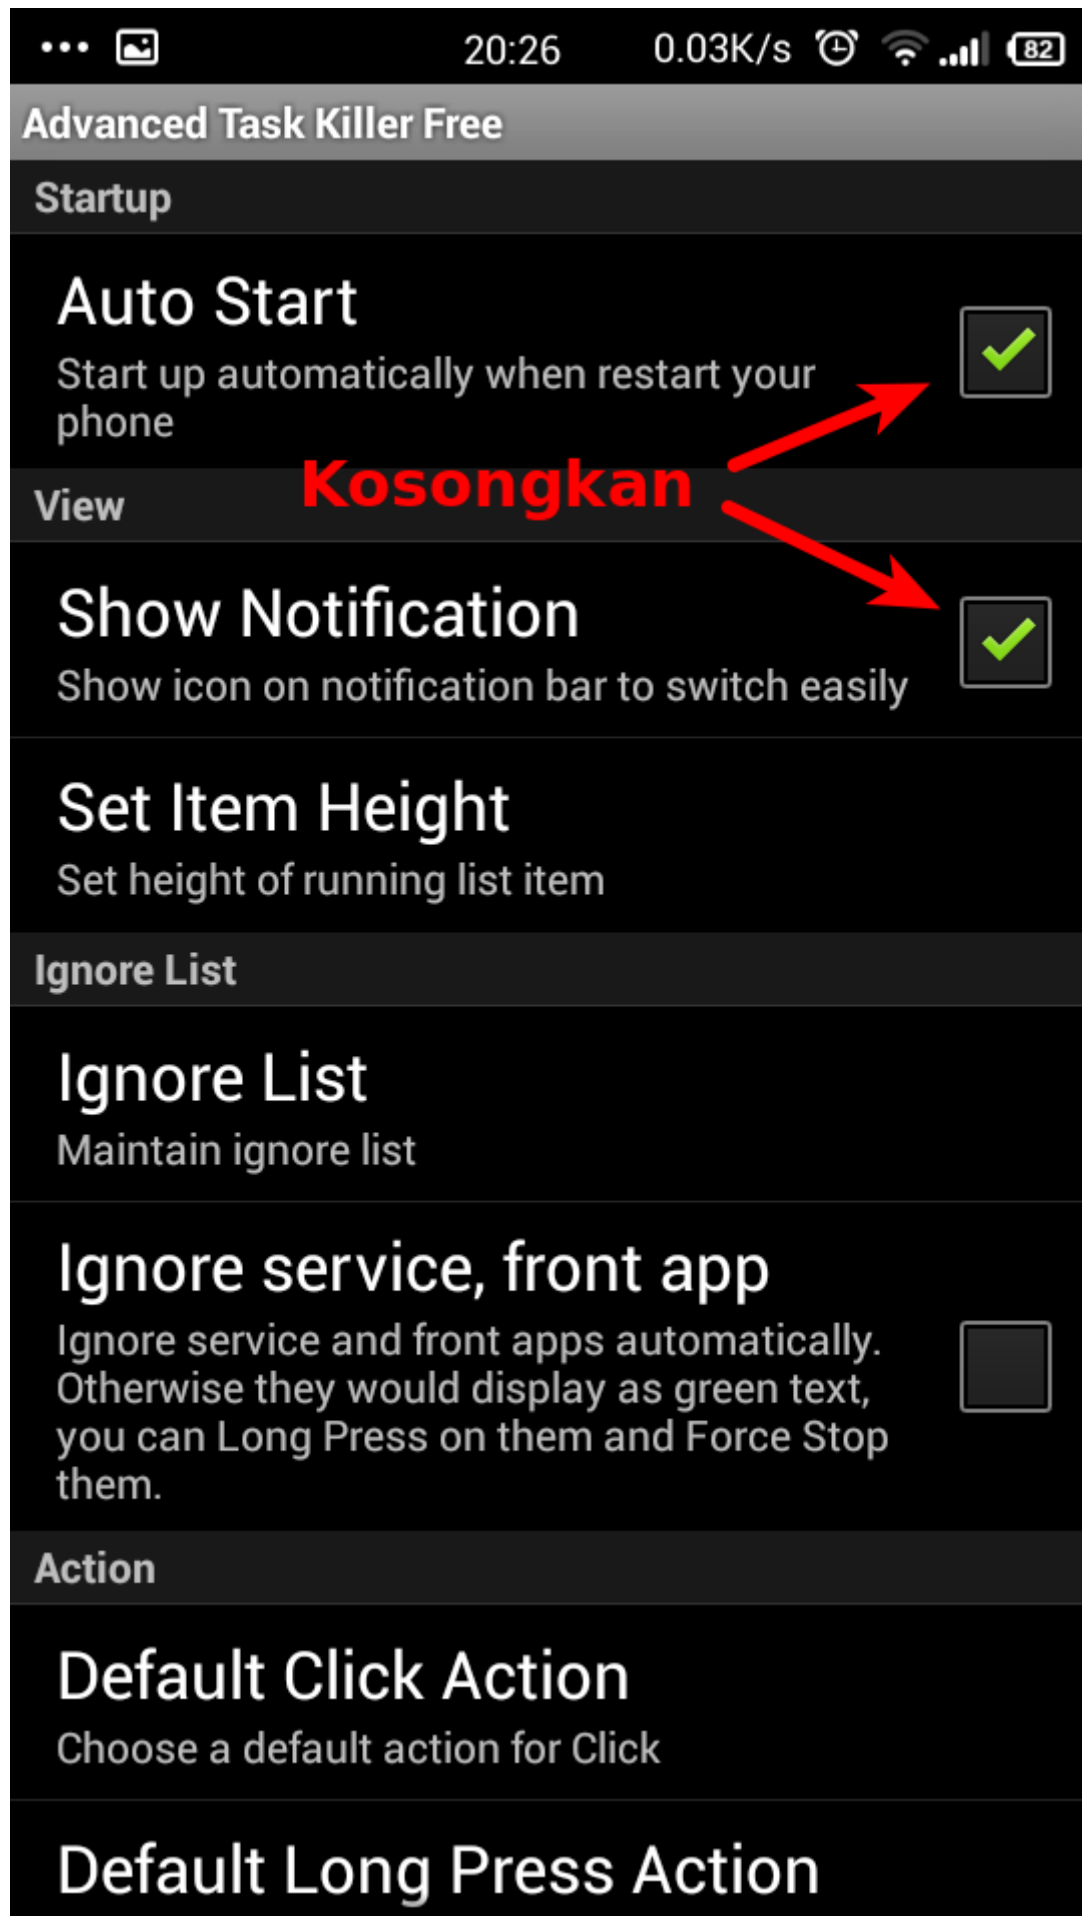 20:26 0.03K/s 82
Advanced Task Killer Free
Startup
Auto Start
Start up automatically when restart your
phone
Kosongkan
View
Show Notification
Show icon on notification bar to switch easily
Set Item Height
Set height of running list item
Ignore List
Ignore List
Maintain ignore list
Ignore service, front app
Ignore service and front apps automatically.
Otherwise they would display as green text,
you can Long Press on them and Force Stop
them.
Action
Default Click Action
Choose a default action for Click
Default Long Press Action